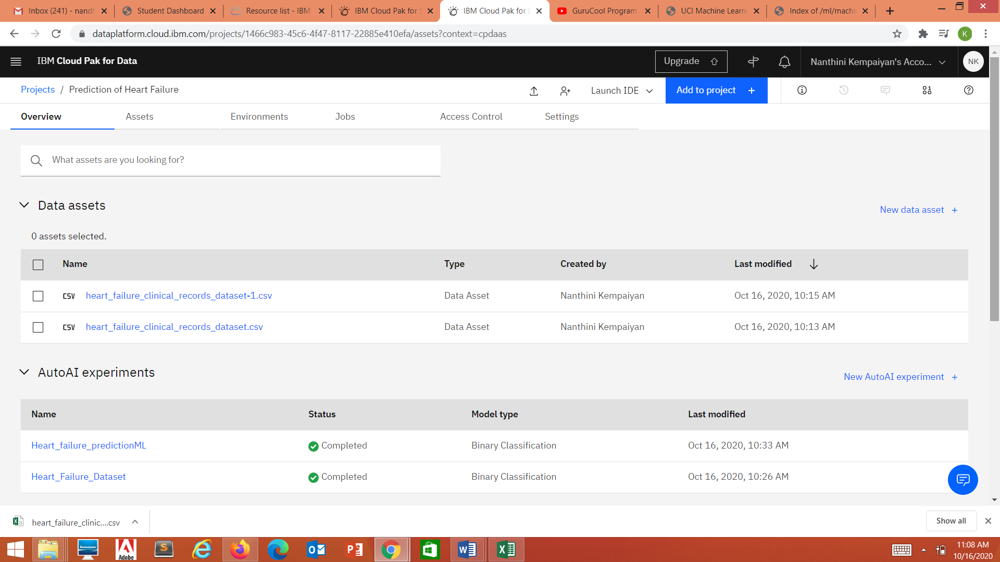 Inbox (241) - nandh
Student Dashboard
Resource list - IBM
IBM Cloud Pak for D
IBM Cloud Pak for D
GuruCool Program
UCI Machine Learni
Index of /ml/machi
dataplatform.cloud.ibm.com/projects/1466c983-45c6-4f47-8117-22885e410efa/assets?context=cpdaas
K
IBM Cloud Pak for Data
Upgrade
Nanthini Kempaiyan's Acco...
NK
Projects / Prediction of Heart Failure
Launch IDE
Add to project +
Overview
Assets
Environments
Jobs
Access Control
Settings
What assets are you looking for?
Data assets
New data asset +
0 assets selected.
Name Type Created by Last modified
CSV heart_failure_clinical_records_dataset-1.csv Data Asset Nanthini Kempaiyan Oct 16, 2020, 10:15 AM
CSV heart_failure_clinical_records_dataset.csv Data Asset Nanthini Kempaiyan Oct 16, 2020, 10:13 AM
AutoAI experiments
New AutoAI experiment +
Name Status Model type Last modified
Heart_failure_predictionML Completed Binary Classification Oct 16, 2020, 10:33 AM
Heart_Failure_Dataset Completed Binary Classification Oct 16, 2020, 10:26 AM
heart_failure_clinic....csv
Show all
Adobe
11:08 AM
10/16/2020